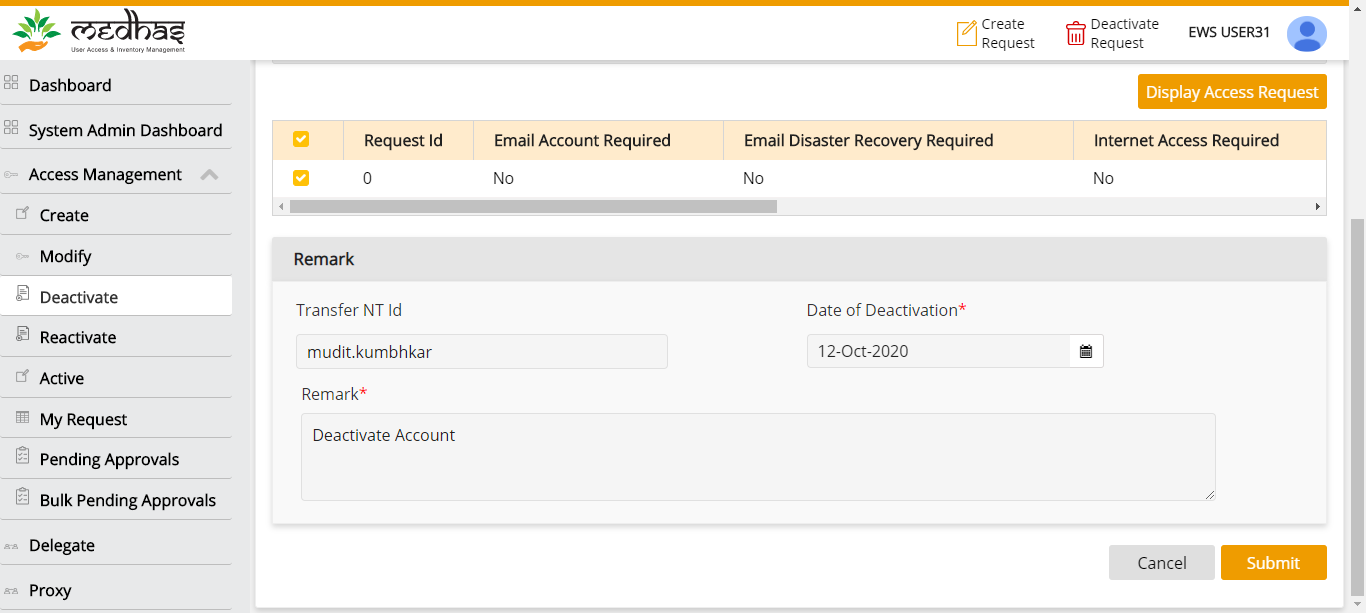 medhas
User Access & Inventory Management
Create
Request
Deactivate
Request
EWS USER31
Dashboard
System Admin Dashboard
Access Management
Create
Modify
Deactivate
Reactivate
Active
My Request
Pending Approvals
Bulk Pending Approvals
Delegate
Proxy
Display Access Request
Request Id Email Account Required Email Disaster Recovery Required Internet Access Required
0 No No No
Remark
Transfer NT Id Date of Deactivation*
mudit.kumbhkar 12-Oct-2020
Remark*
Deactivate Account
Cancel Submit